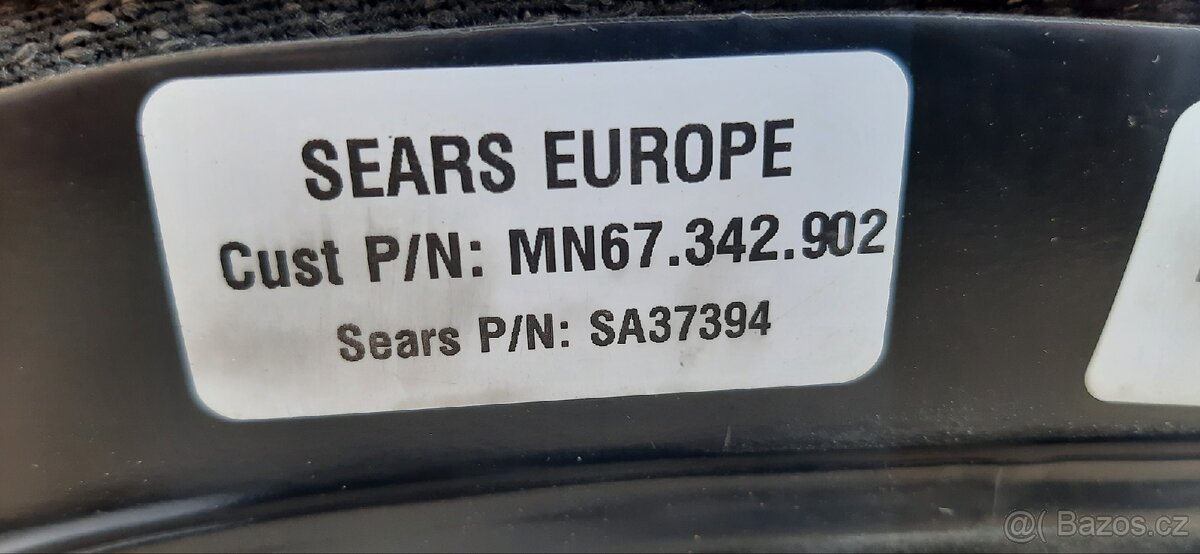 SEARS EUROPE
Cust P/N: MN67.342.902
Sears P/N: SA37394
@( Bazos.cz